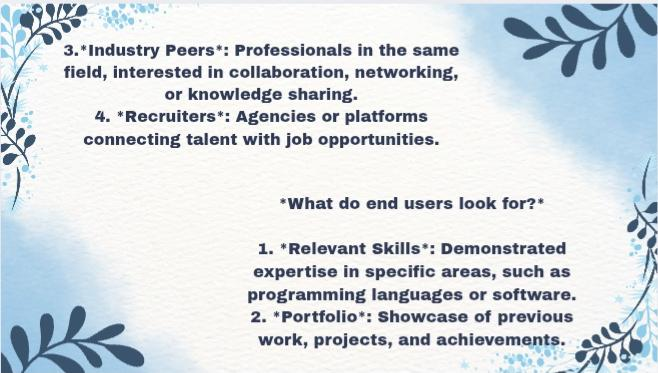 3.*Industry Peers*: Professionals in the same
field, interested in collaboration, networking,
or knowledge sharing.
4. *Recruiters*: Agencies or platforms
connecting talent with job opportunities.
*What do end users look for?*
1. *Relevant Skills*: Demonstrated
expertise in specific areas, such as
programming languages or software.
2. *Portfolio*: Showcase of previous
work, projects, and achievements.